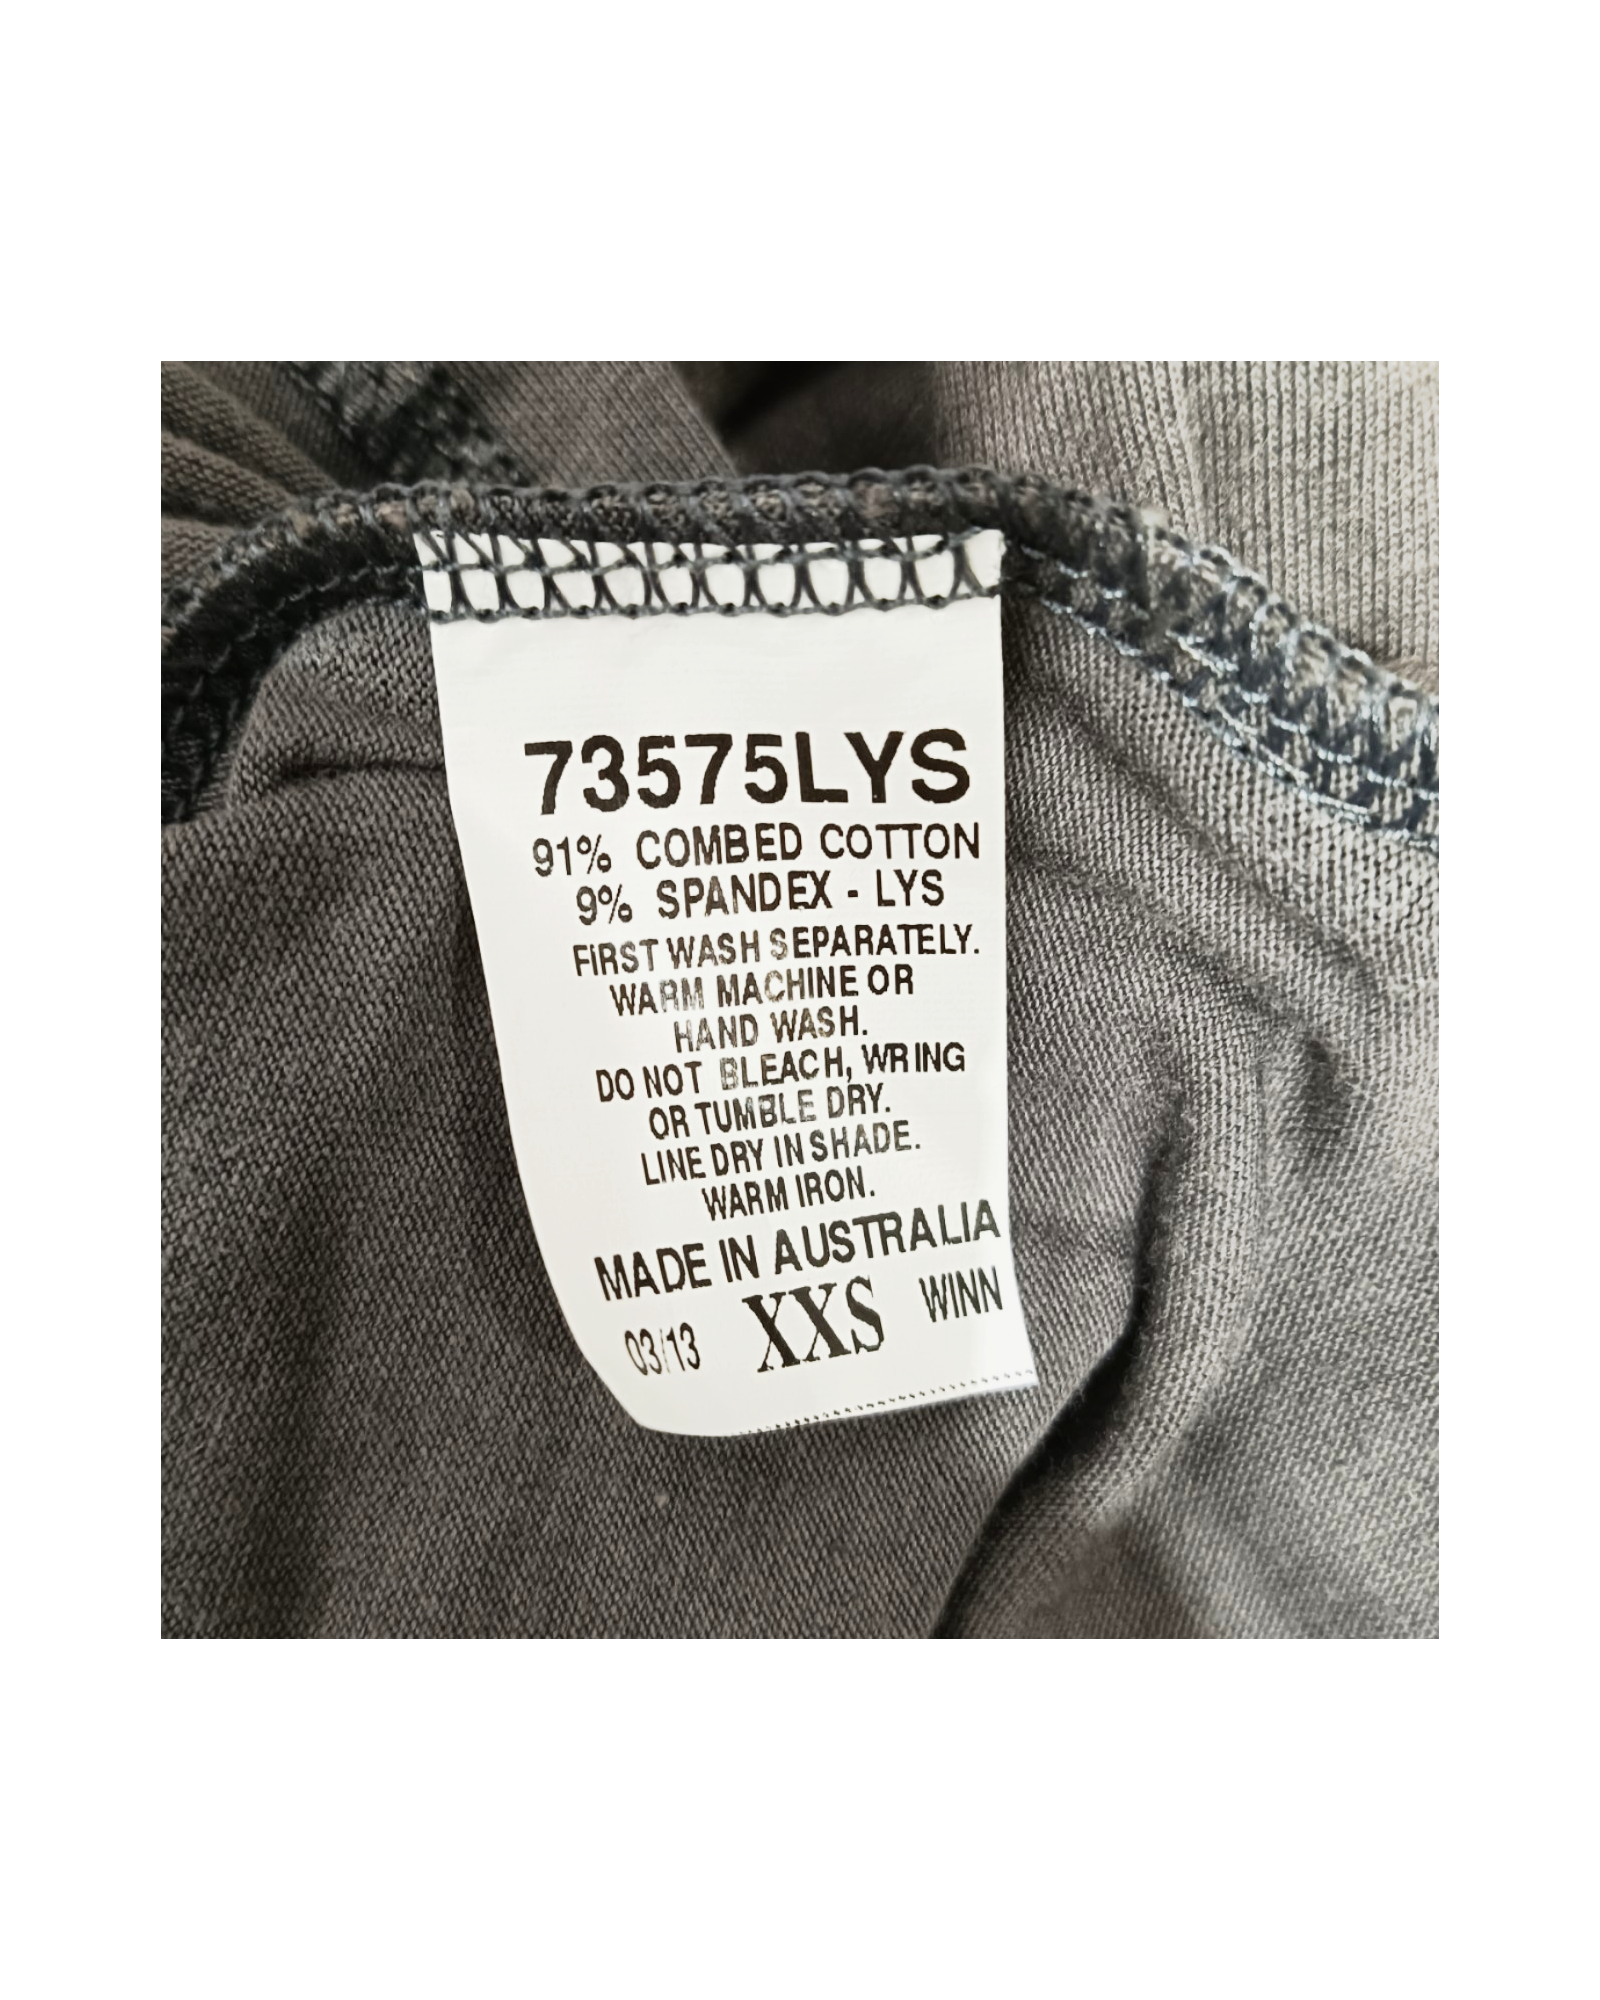 73575LYS
91% COMBED COTTON
9% SPANDEX - LYS
FIRST WASH SEPARATELY.
WARM MACHINE OR
HAND WASH.
DO NOT BLEACH, WRING
OR TUMBLE DRY.
LINE DRY IN SHADE.
WARM IRON.
MADE IN AUSTRALIA
03/13 XXS WINN